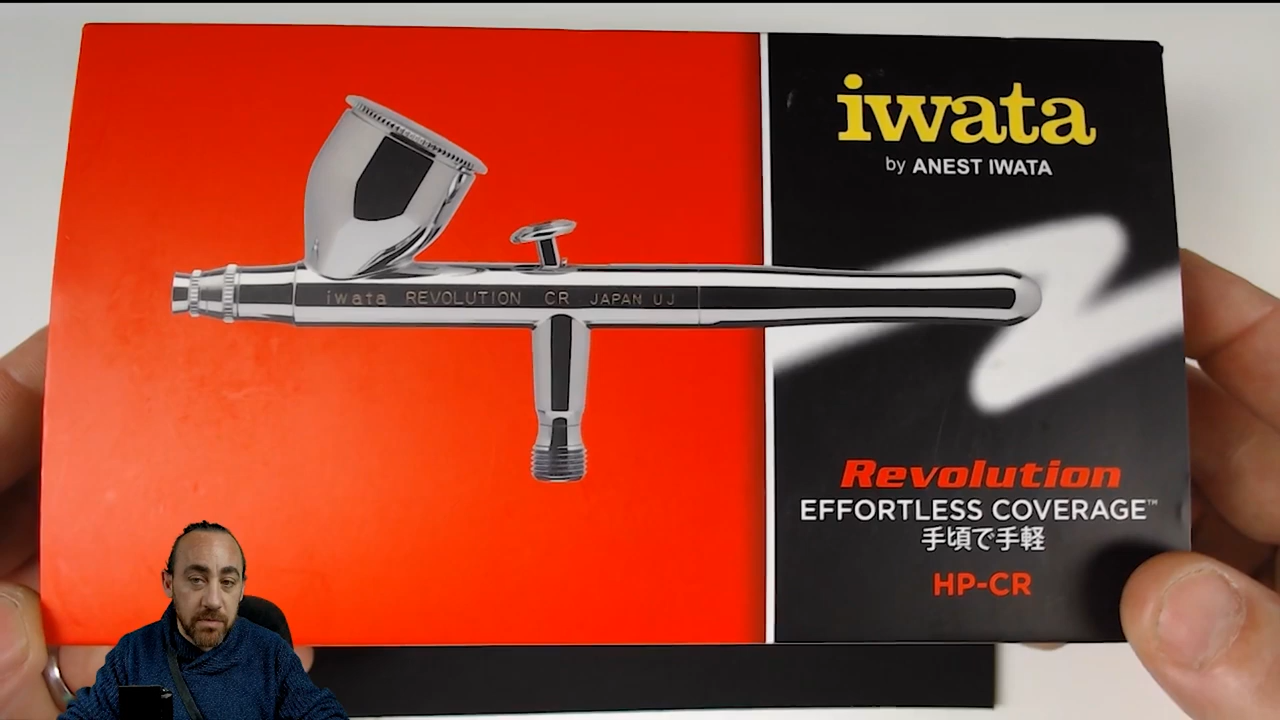 iwata REVOLUTION CR JAPAN UJ
iwata
by ANEST IWATA
Revolution
EFFORTLESS COVERAGE™
手頃で手軽
HP-CR